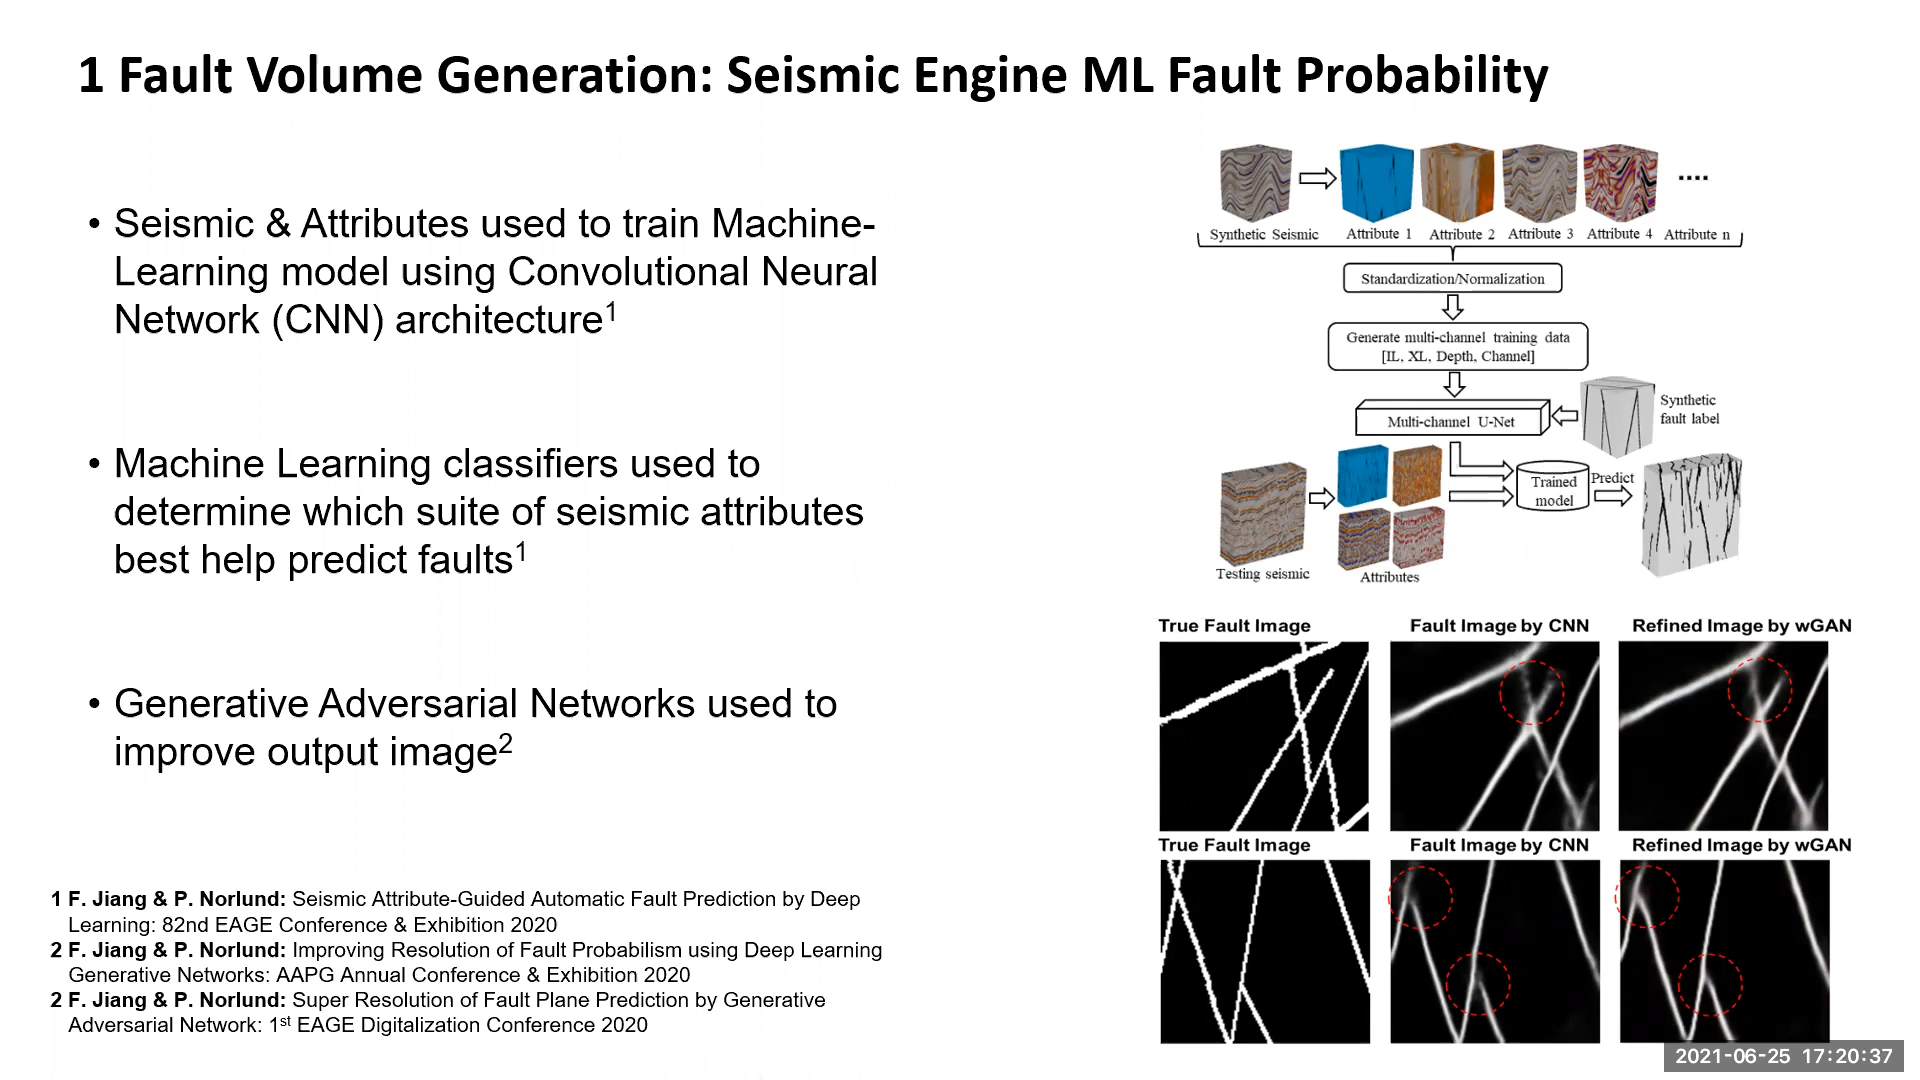 1 Fault Volume Generation: Seismic Engine ML Fault Probability
• Seismic & Attributes used to train Machine-
Learning model using Convolutional Neural
Network (CNN) architecture1
• Machine Learning classifiers used to
determine which suite of seismic attributes
best help predict faults1
• Generative Adversarial Networks used to
improve output image2
1 F. Jiang & P. Norlund: Seismic Attribute-Guided Automatic Fault Prediction by Deep
Learning: 82nd EAGE Conference & Exhibition 2020
2 F. Jiang & P. Norlund: Improving Resolution of Fault Probabilism using Deep Learning
Generative Networks: AAPG Annual Conference & Exhibition 2020
2 F. Jiang & P. Norlund: Super Resolution of Fault Plane Prediction by Generative
Adversarial Network: 1st EAGE Digitalization Conference 2020
....
Synthetic Seismic Attribute 1 Attribute 2 Attribute 3 Attribute 4 Attribute n
Standardization/Normalization
Generate multi-channel training data
[IL, XL, Depth, Channel]
Multi-channel U-Net
Synthetic
fault label
Trained
model
Predict
Testing seismic
Attributes
True Fault Image Fault Image by CNN Refined Image by wGAN
True Fault Image Fault Image by CNN Refined Image by wGAN
2021-06-25 17:20:37